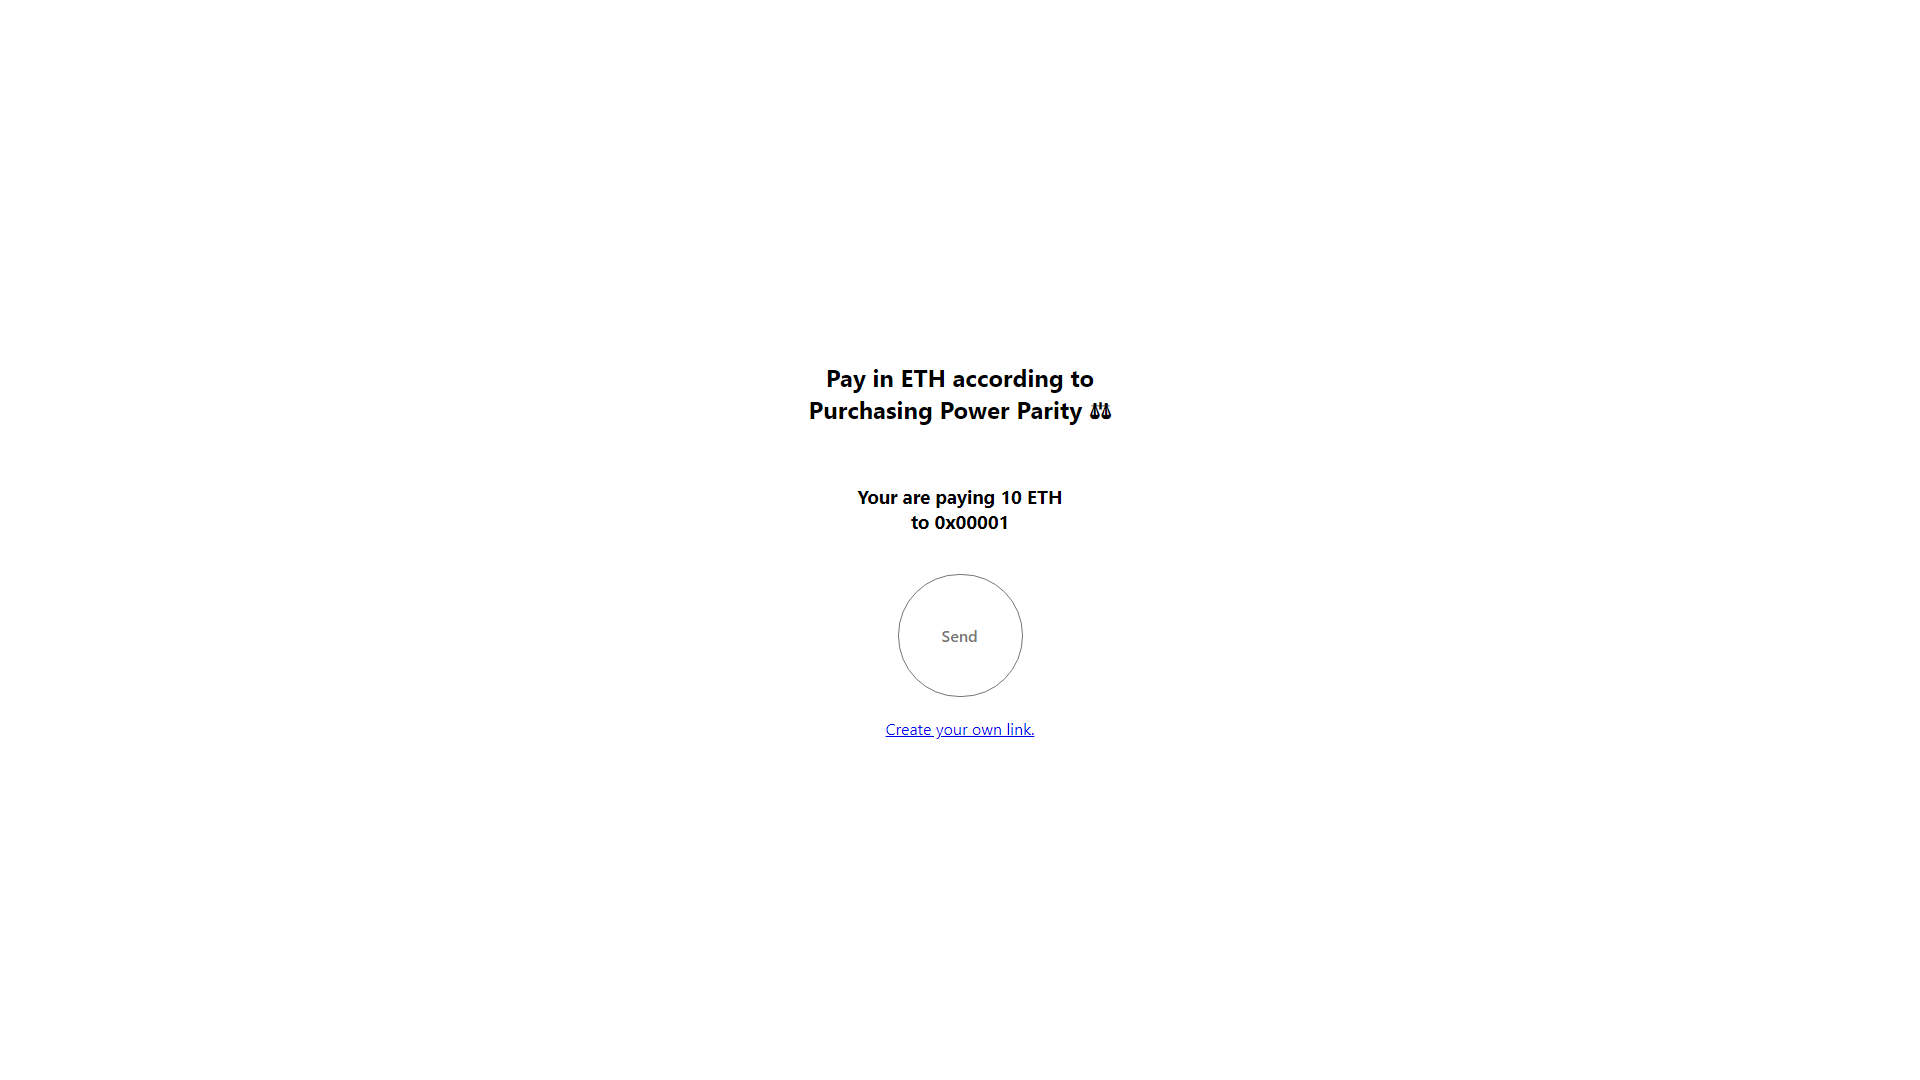 Pay in ETH according to
Purchasing Power Parity ⚖
Your are paying 10 ETH
to 0x00001
Send
Create your own link.